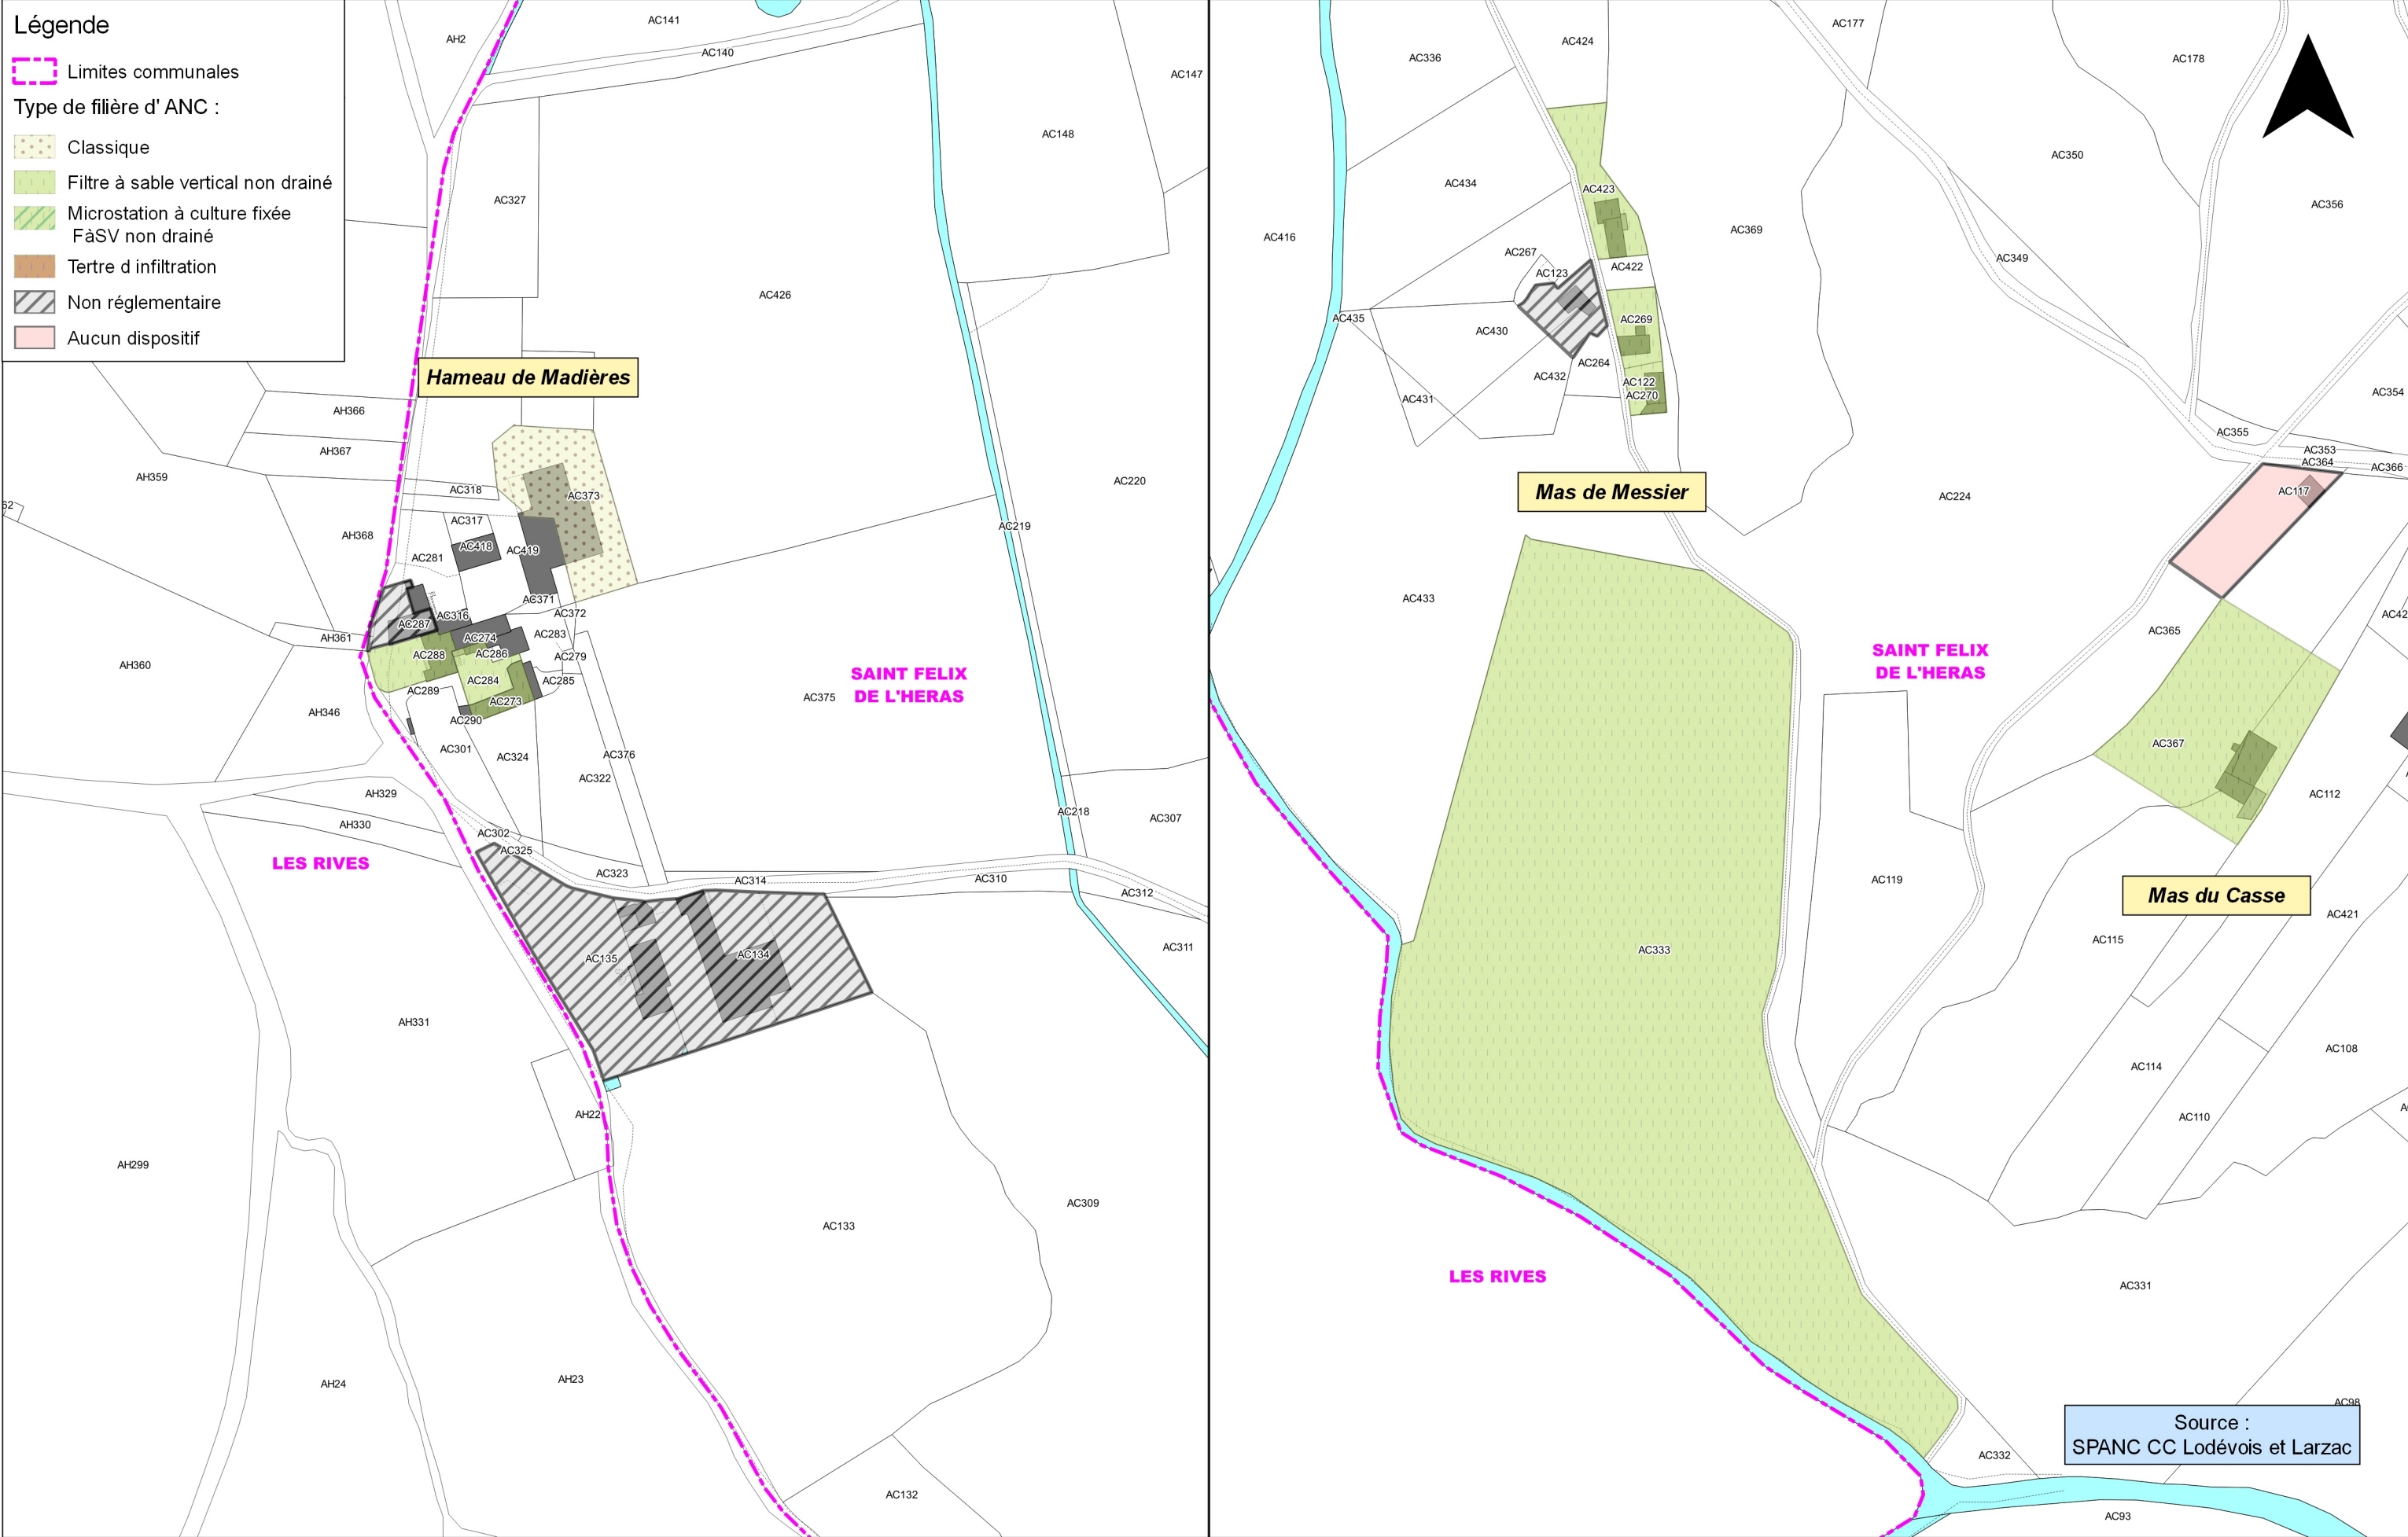 Légende
Limites communales
Type de filière d' ANC :
Classique
Filtre à sable vertical non drainé
Microstation à culture fixée
FàSV non drainé
Tertre d infiltration
Non réglementaire
Aucun dispositif
AH2
AC141
AC140
AC147
AC148
AC327
AC426
Hameau de Madières
AH366
AH367
AH359
AC318
AC373
AC220
62
AC317
AH368
AC418
AC419
AC219
AC281
AC371
AC372
AC316
AC287
AH361
AC274
AC283
AC288
AC286
AC279
AH360
AC284
AC285
SAINT FELIX
DE L'HERAS
AC289
AC273
AC375
AH346
AC290
AC301
AC324
AC376
AC322
AH329
AH330
AC302
AC325
AC218
AC307
LES RIVES
AC323
AC314
AC310
AC312
AC135
AC134
AC311
AH331
AH22
AH299
AC133
AC309
AH24
AH23
AC132
AC336
AC424
AC177
AC178
AC434
AC423
AC350
AC416
AC369
AC356
AC267
AC123
AC422
AC349
AC435
AC430
AC269
AC264
AC432
AC122
AC270
AC431
AC354
AC355
AC353
AC364
AC366
Mas de Messier
AC224
AC117
AC433
AC365
AC42
SAINT FELIX
DE L'HERAS
AC367
AC112
AC119
Mas du Casse
AC421
AC115
AC333
AC108
AC114
AC110
LES RIVES
AC331
AC98
Source :
SPANC CC Lodévois et Larzac
AC332
AC93